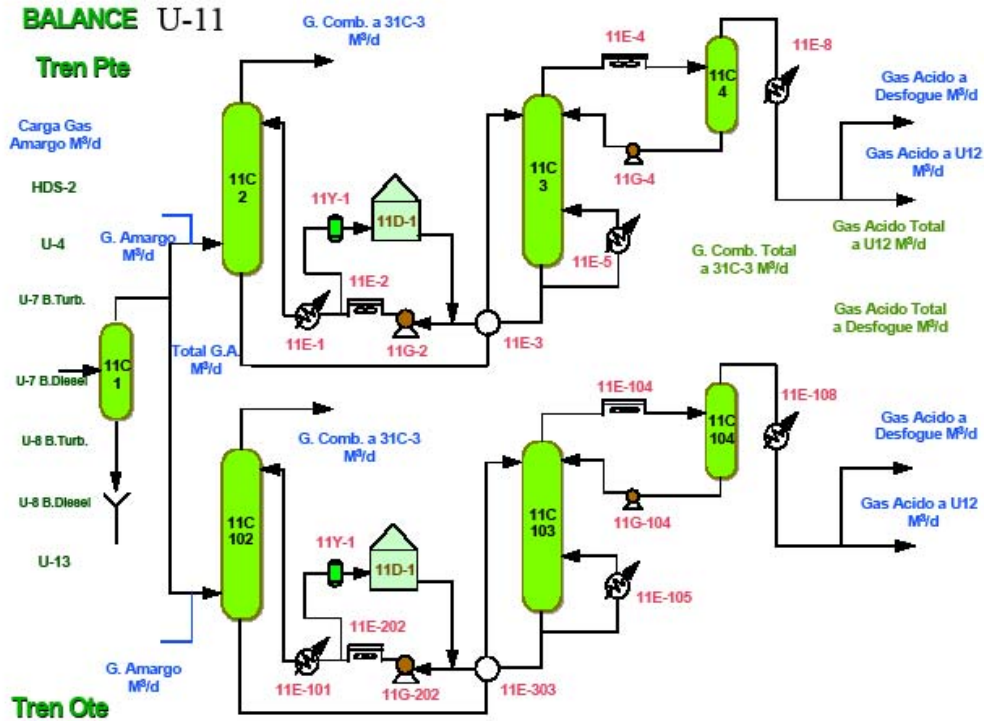 BALANCE U-11
Tren Pte
Carga Gas
Amargo M³/d
HDS-2
U-4
U-7 B.Turb.
U-7 B.Diesel
U-8 B.Turb.
U-8 B.Diesel
U-13
Tren Ote
11C
1
G. Amargo
M³/d
Total G.A.
M³/d
G. Amargo
M³/d
G. Comb. a 31C-3
M³/d
11C
2
11Y-1
11D-1
11E-2
11E-1
11G-2
11E-3
11C
3
11E-5
11E-4
11C
4
11G-4
11E-8
Gas Acido a
Desfogue M³/d
Gas Acido a U12
M³/d
Gas Acido Total
a U12 M³/d
G. Comb. Total
a 31C-3 M³/d
Gas Acido Total
a Desfogue M³/d
G. Comb. a 31C-3
M³/d
11C
102
11Y-1
11D-1
11E-202
11E-101
11G-202
11E-303
11C
103
11E-105
11E-104
11C
104
11G-104
11E-108
Gas Acido a
Desfogue M³/d
Gas Acido a U12
M³/d